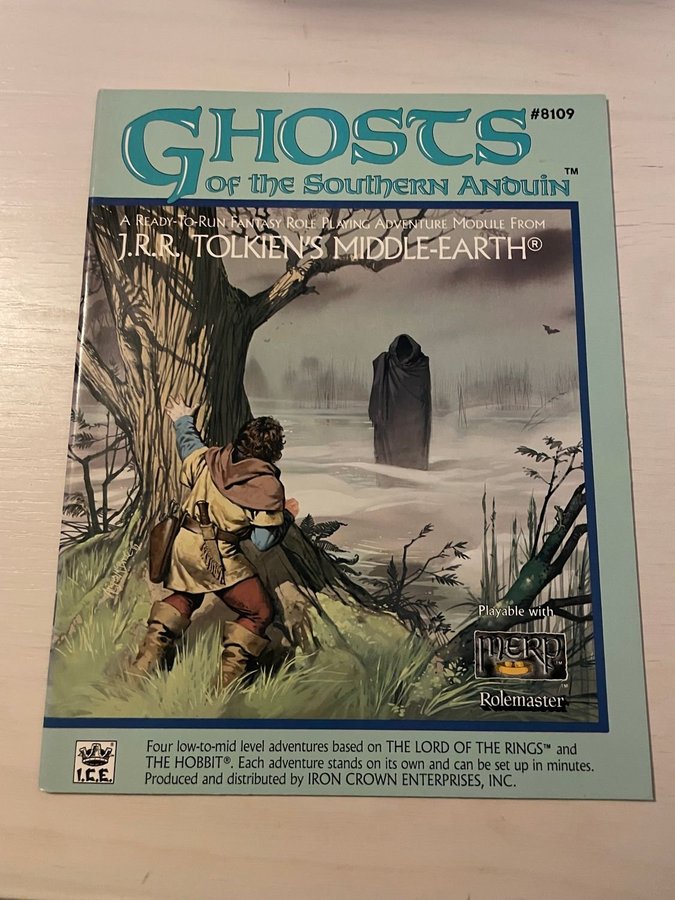 GHOSTS
#8109
of the Southern Anduin™
A Ready-To-Run Fantasy Role Playing Adventure Module From
J.R.R. TOLKIEN'S MIDDLE-EARTH®
Playable with
MERP™
Rolemaster
I.C.E.®
Four low-to-mid level adventures based on THE LORD OF THE RINGS™ and
THE HOBBIT®. Each adventure stands on its own and can be set up in minutes.
Produced and distributed by IRON CROWN ENTERPRISES, INC.